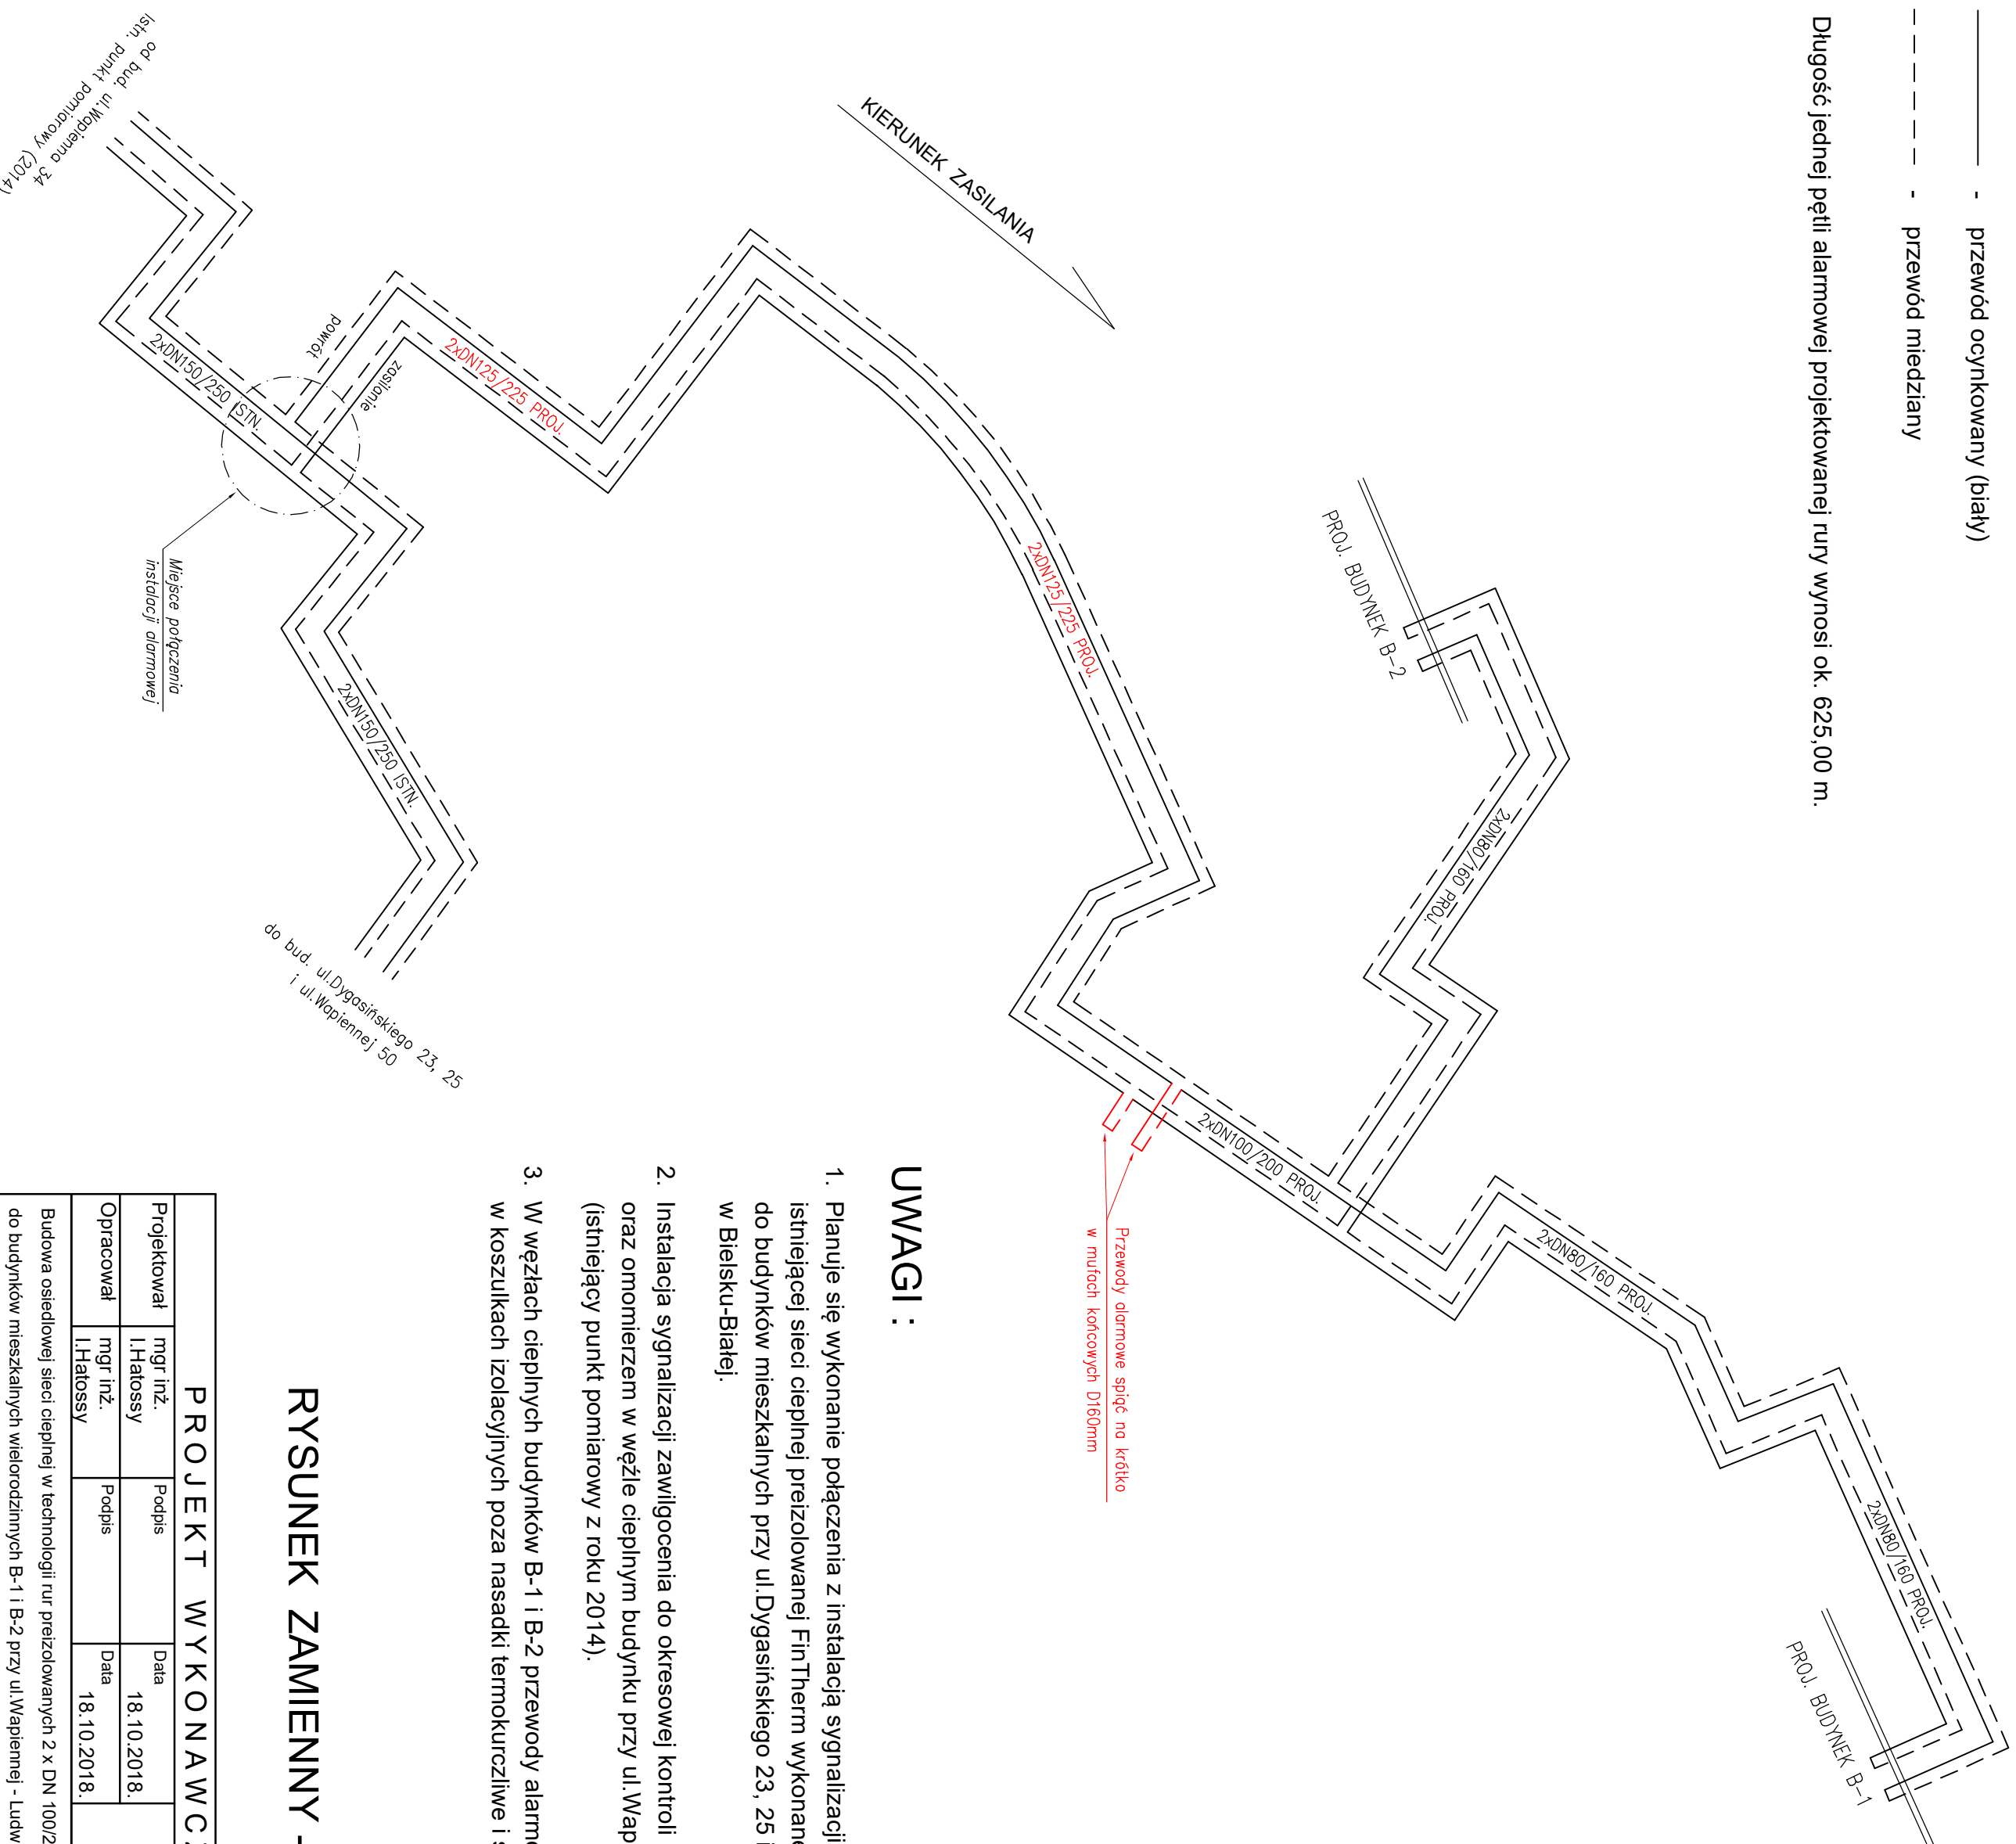 - przewód ocynkowany (biały)
- przewód miedziany
Długość jednej pętli alarmowej projektowanej rury wynosi ok. 625,00 m.
KIERUNEK ZASILANIA
istn. punkt pomiarowy (2014)
od bud. ul.Wapienna 34
powrót
zasilanie
2xDN150/250 ISTN.
2xDN125/225 PROJ.
2xDN125/225 PROJ.
Miejsce połączenia
instalacji alarmowej
2xDN150/250 ISTN.
do bud. ul.Dygasińskiego 23, 25
i ul.Wapiennej 50
PROJ. BUDYNEK B-2
2xDN80/160 PROJ.
2xDN100/200 PROJ.
2xDN80/160 PROJ.
2xDN80/160 PROJ.
PROJ. BUDYNEK B-1
Przewody alarmowe spiąć na krótko
w mufach końcowych D160mm
UWAGI :
1. Planuje się wykonanie połączenia z instalacją sygnalizacji
istniejącej sieci cieplnej preizolowanej FinTherm
do budynków mieszkalnych przy ul.Dygasińskiego 23, 25 i
w Bielsku-Białej.
2. Instalacja sygnalizacji zawilgocenia do okresowej kontroli
oraz omomierzem w węźle cieplnym budynku przy
(istniejący punkt pomiarowy z roku 2014).
3. W węzłach cieplnych budynków B-1 i B-2 przewody
w koszulkach izolacyjnych poza nasadki termokurczliwe i
RYSUNEK ZAMIENNY -
PROJEKT
Projektował mgr inż. I.Hatossy Podpis Data 18.10.2018.
Opracował mgr inż. I.Hatossy Podpis Data 18.10.2018.
Budowa osiedlowej sieci cieplnej w technologii rur preizolowanych 2 x DN
do budynków mieszkalnych wielorodzinnych B-1 i B-2 przy ul.Wapiennej -